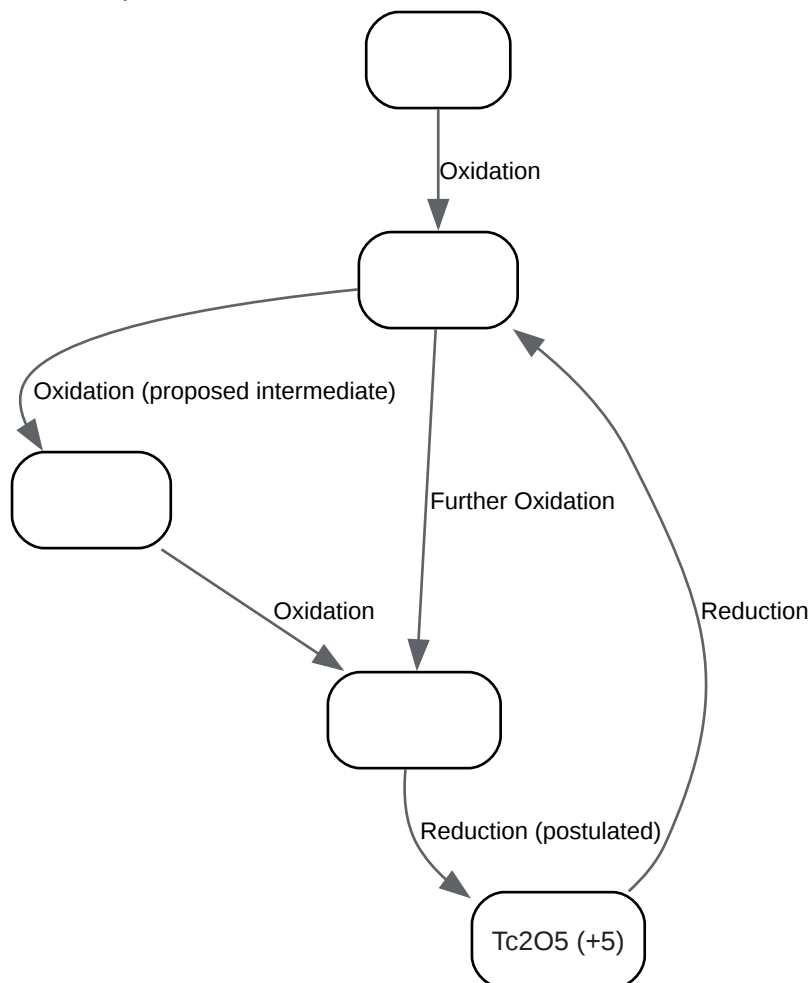 Oxidation
Oxidation (proposed intermediate)
Further Oxidation
Oxidation
Reduction
Reduction (postulated)
Tc2O5 (+5)